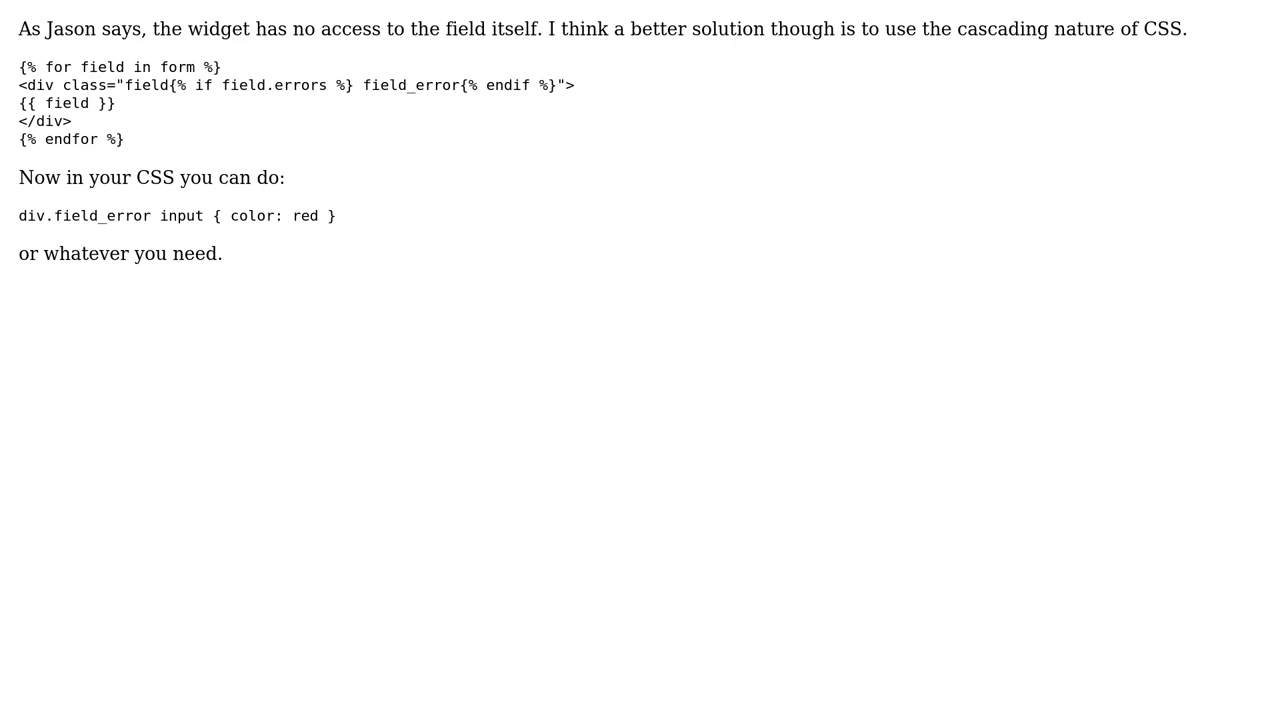 As Jason says, the widget has no access to the field itself. I think a better solution though is to use the cascading nature of CSS.
{% for field in form %}
<div class="field{% if field.errors %} field_error{% endif %}">
{{ field }}
</div>
{% endfor %}
Now in your CSS you can do:
div.field_error input { color: red }
or whatever you need.